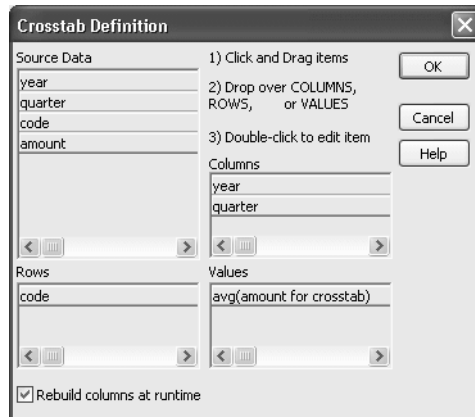 Crosstab Definition
Source Data
year
quarter
code
amount
1) Click and Drag items
2) Drop over COLUMNS,
ROWS, or VALUES
3) Double-click to edit item
OK
Cancel
Help
Columns
year
quarter
Rows
code
Values
avg(amount for crosstab)
Rebuild columns at runtime